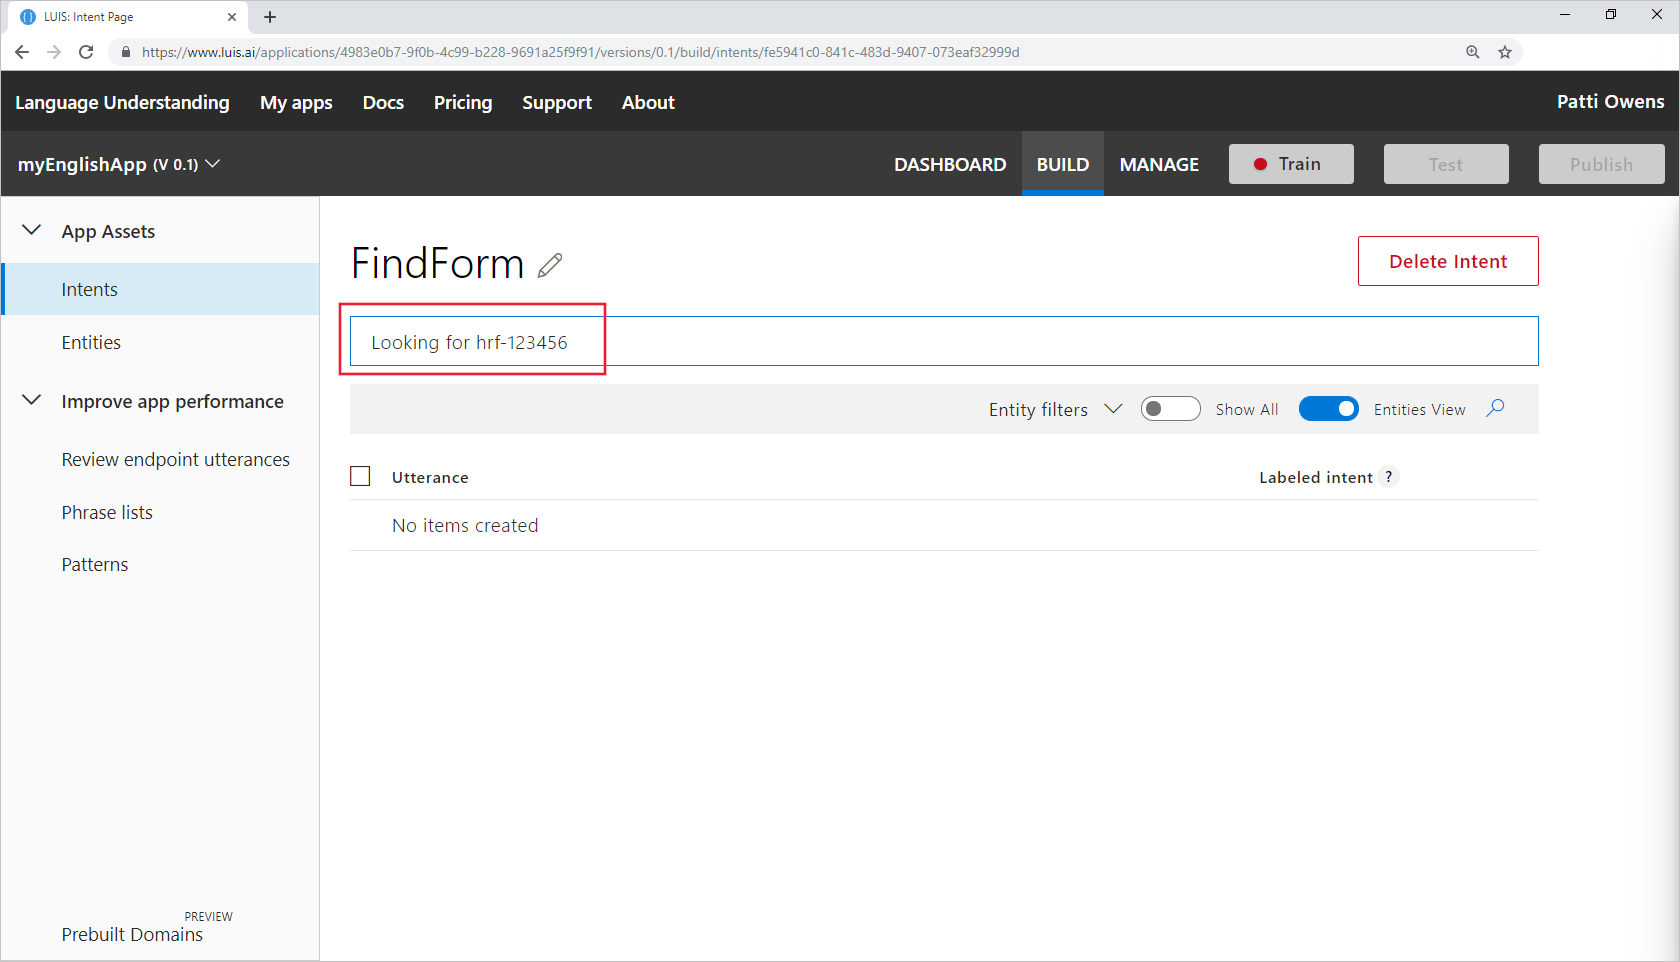 LUIS: Intent Page
https://www.luis.ai/applications/4983e0b7-9f0b-4c99-b228-9691a25f9f91/versions/0.1/build/intents/fe5941c0-841c-483d-9407-073eaf32999d
Language Understanding My apps Docs Pricing Support About Patti Owens
myEnglishApp (V 0.1) DASHBOARD BUILD MANAGE Train Test Publish
App Assets
Intents
Entities
Improve app performance
Review endpoint utterances
Phrase lists
Patterns
PREVIEW
Prebuilt Domains
FindForm
Delete Intent
Looking for hrf-123456
Entity filters Show All Entities View
Utterance Labeled intent ?
No items created